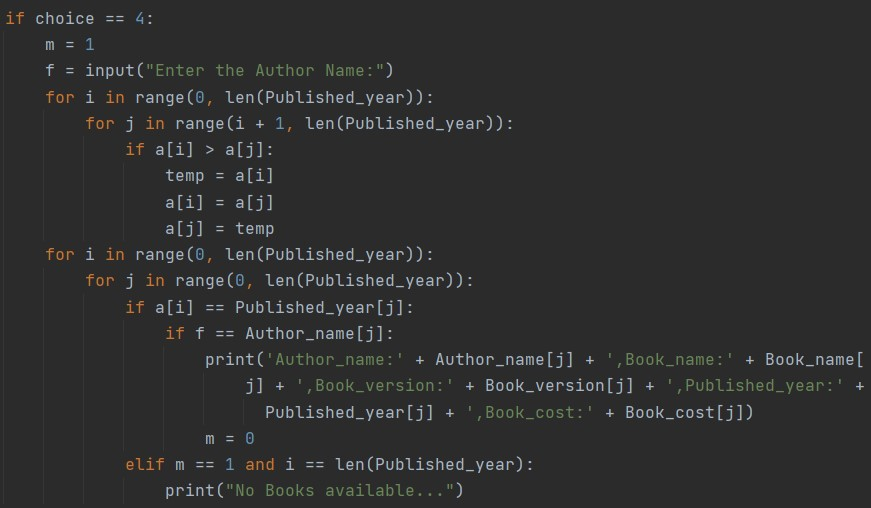 if choice == 4:
    m = 1
    f = input("Enter the Author Name:")
    for i in range(0, len(Published_year)):
        for j in range(i + 1, len(Published_year)):
            if a[i] > a[j]:
                temp = a[i]
                a[i] = a[j]
                a[j] = temp
    for i in range(0, len(Published_year)):
        for j in range(0, len(Published_year)):
            if a[i] == Published_year[j]:
                if f == Author_name[j]:
                    print('Author_name:' + Author_name[j] + ',Book_name:' + Book_name[
                        j] + ',Book_version:' + Book_version[j] + ',Published_year:' +
                          Published_year[j] + ',Book_cost:' + Book_cost[j])
                    m = 0
            elif m == 1 and i == len(Published_year):
                print("No Books available...")